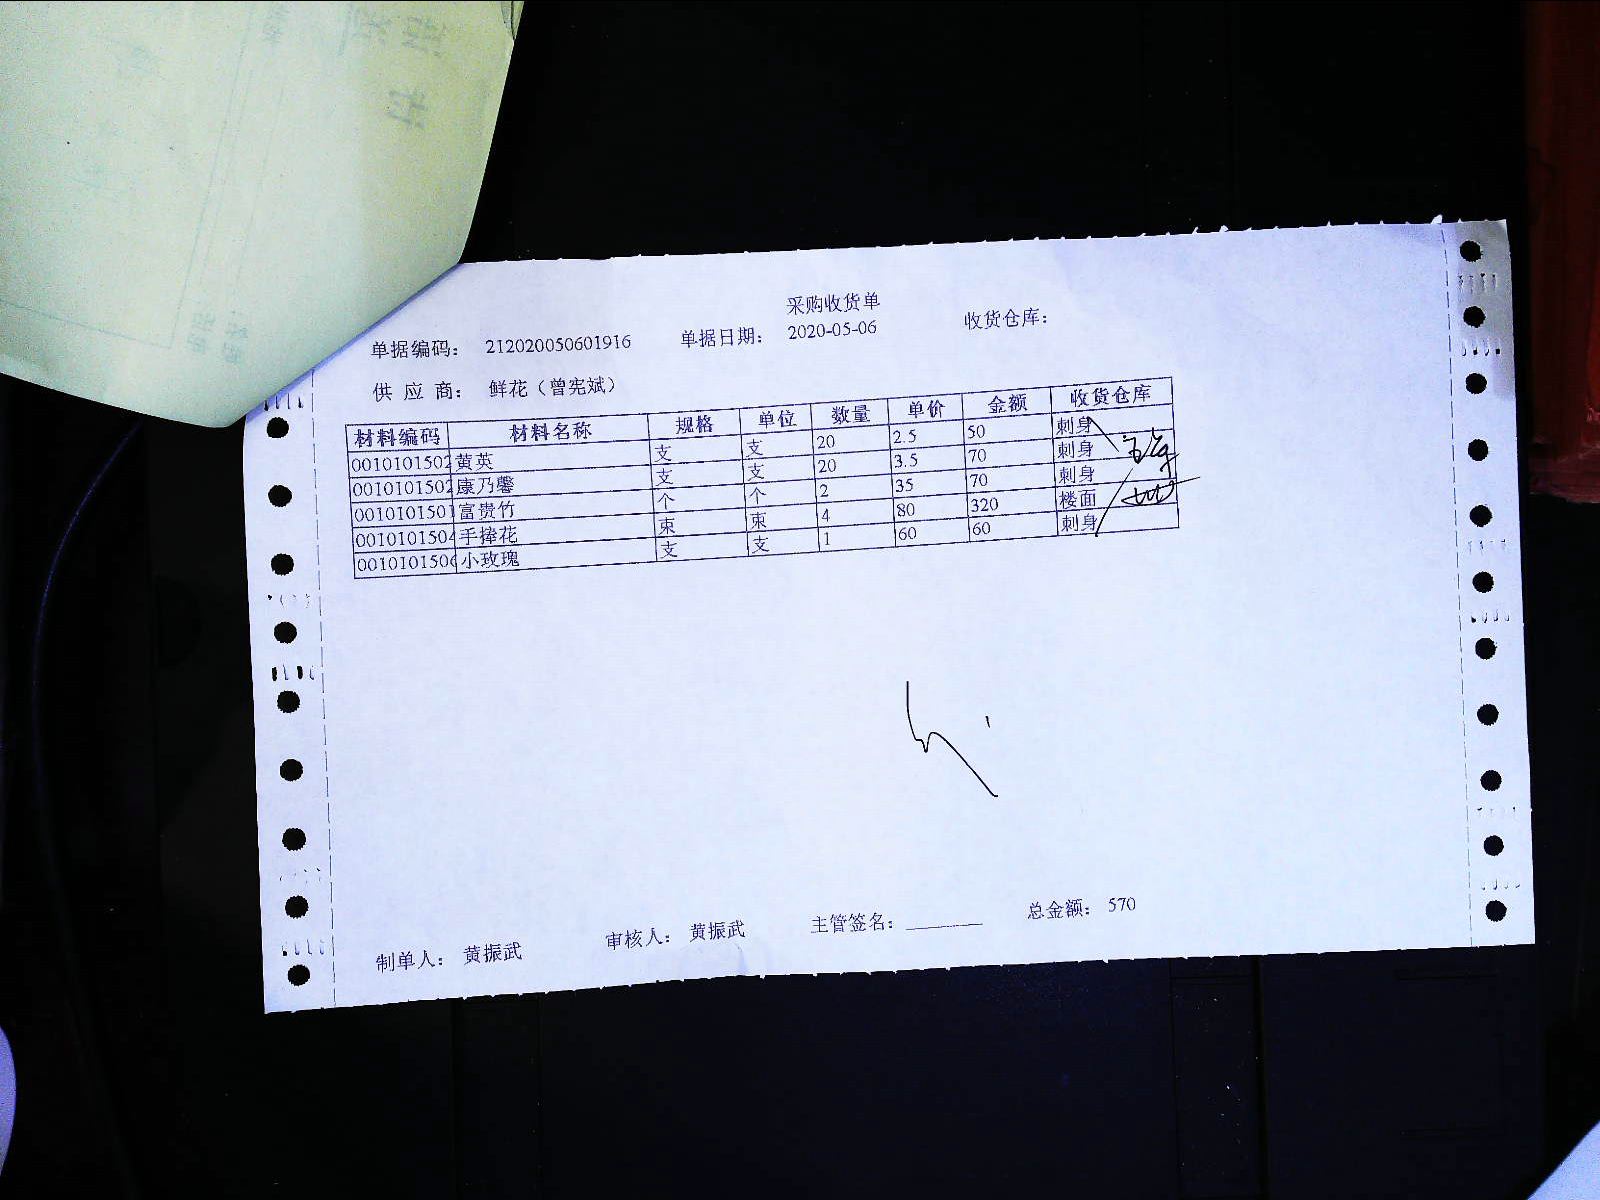 采购收货单
单据编码： 212020050601916 单据日期： 2020-05-06 收货仓库：
供 应 商： 鲜花（曾宪斌）
材料编码 材料名称 规格 单位 数量 单价 金额 收货仓库
0010101502 黄英 支 支 20 2.5 50 刺身
0010101502 康乃馨 支 支 20 3.5 70 刺身
0010101501 富贵竹 个 个 2 35 70 刺身
0010101504 手捧花 束 束 4 80 320 楼面
0010101506 小玫瑰 支 支 1 60 60 刺身
制单人： 黄振武 审核人： 黄振武 主管签名： 总金额： 570